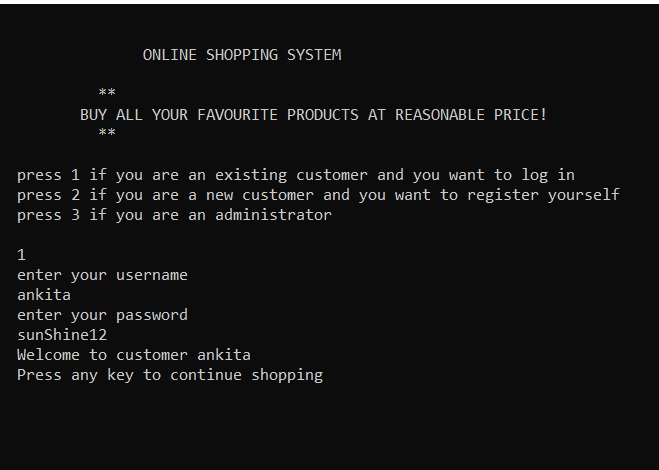 ONLINE SHOPPING SYSTEM
**
BUY ALL YOUR FAVOURITE PRODUCTS AT REASONABLE PRICE!
**
press 1 if you are an existing customer and you want to log in
press 2 if you are a new customer and you want to register yourself
press 3 if you are an administrator
1
enter your username
ankita
enter your password
sunShine12
Welcome to customer ankita
Press any key to continue shopping